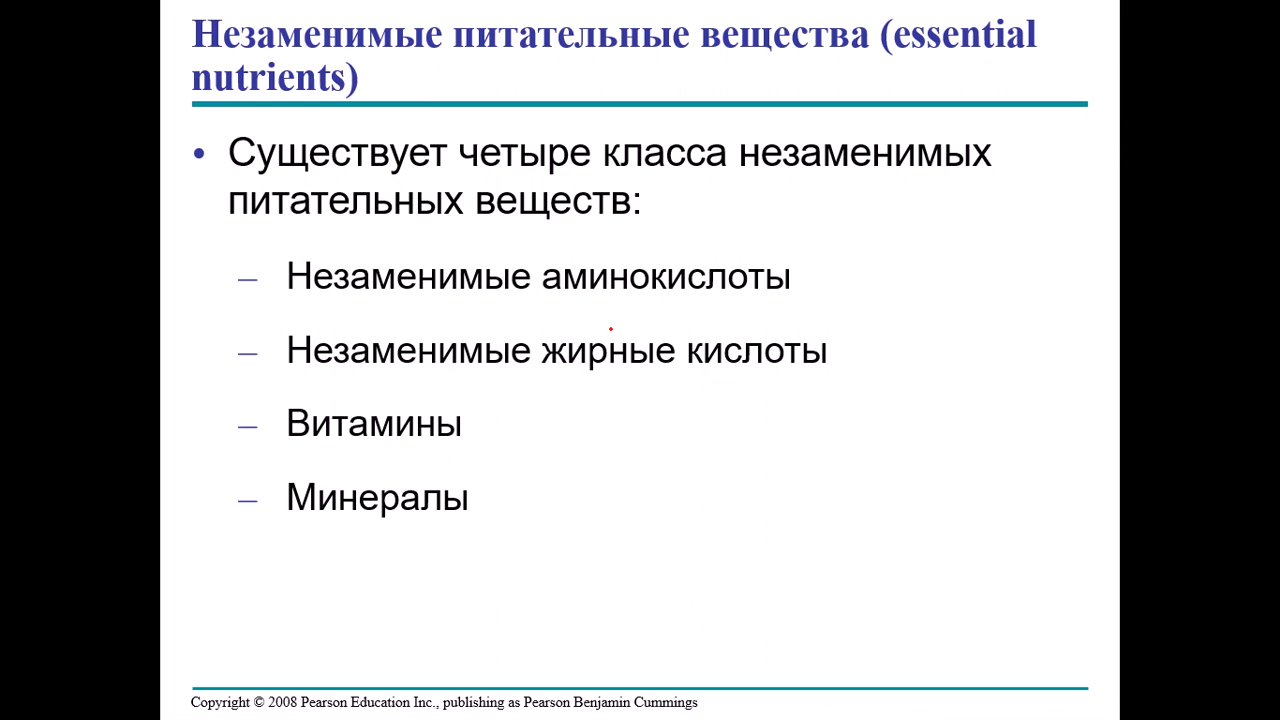 Незаменимые питательные вещества (essential
nutrients)
• Существует четыре класса незаменимых
питательных веществ:
– Незаменимые аминокислоты
– Незаменимые жирные кислоты
– Витамины
– Минералы
Copyright © 2008 Pearson Education Inc., publishing as Pearson Benjamin Cummings